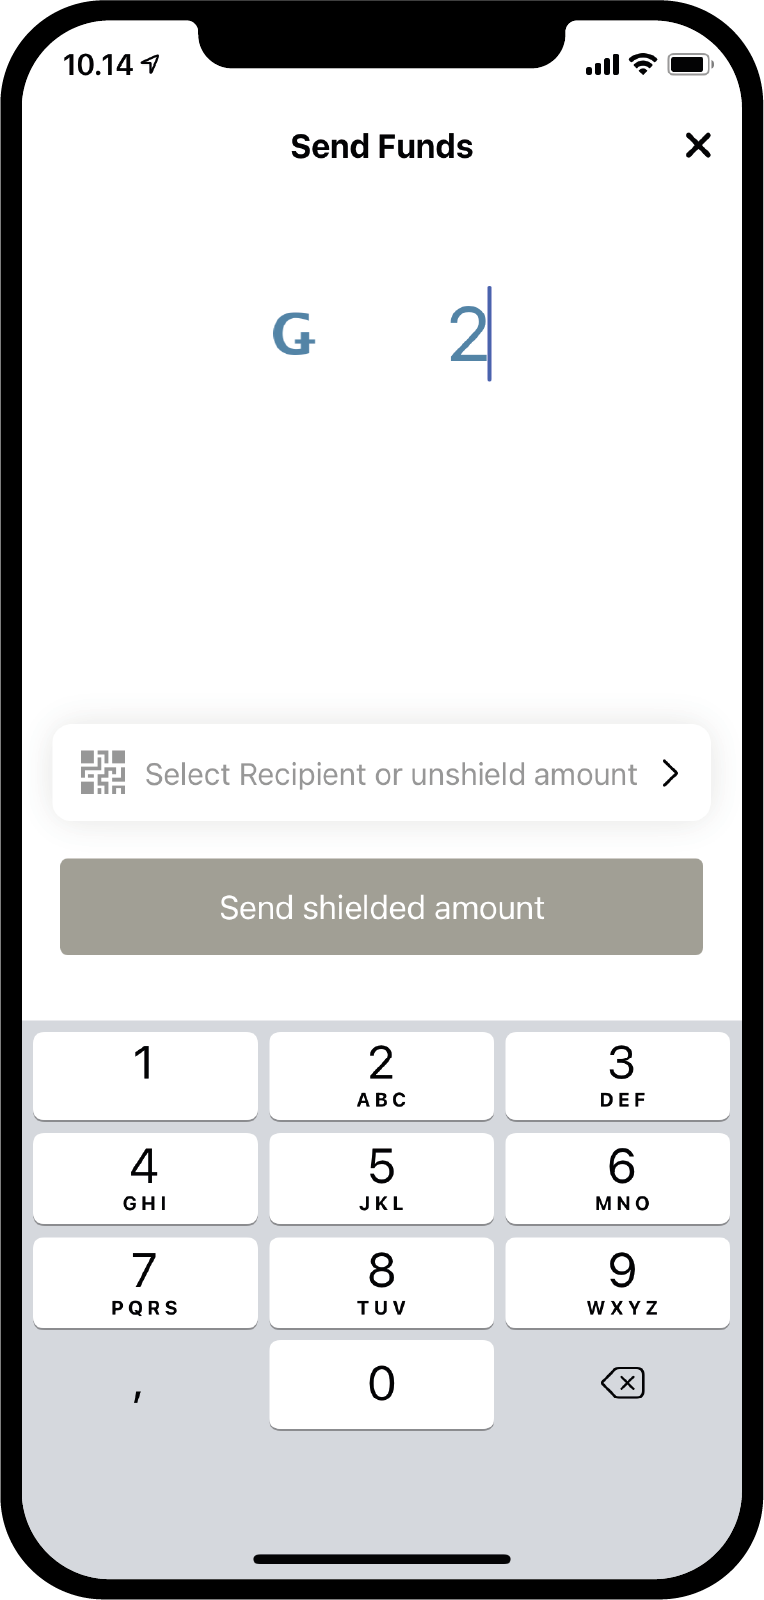 10.14
Send Funds
Ǥ 2
Select Recipient or unshield amount
Send shielded amount
1 2 3
ABC DEF
4 5 6
GHI JKL MNO
7 8 9
PQRS TUV WXYZ
, 0